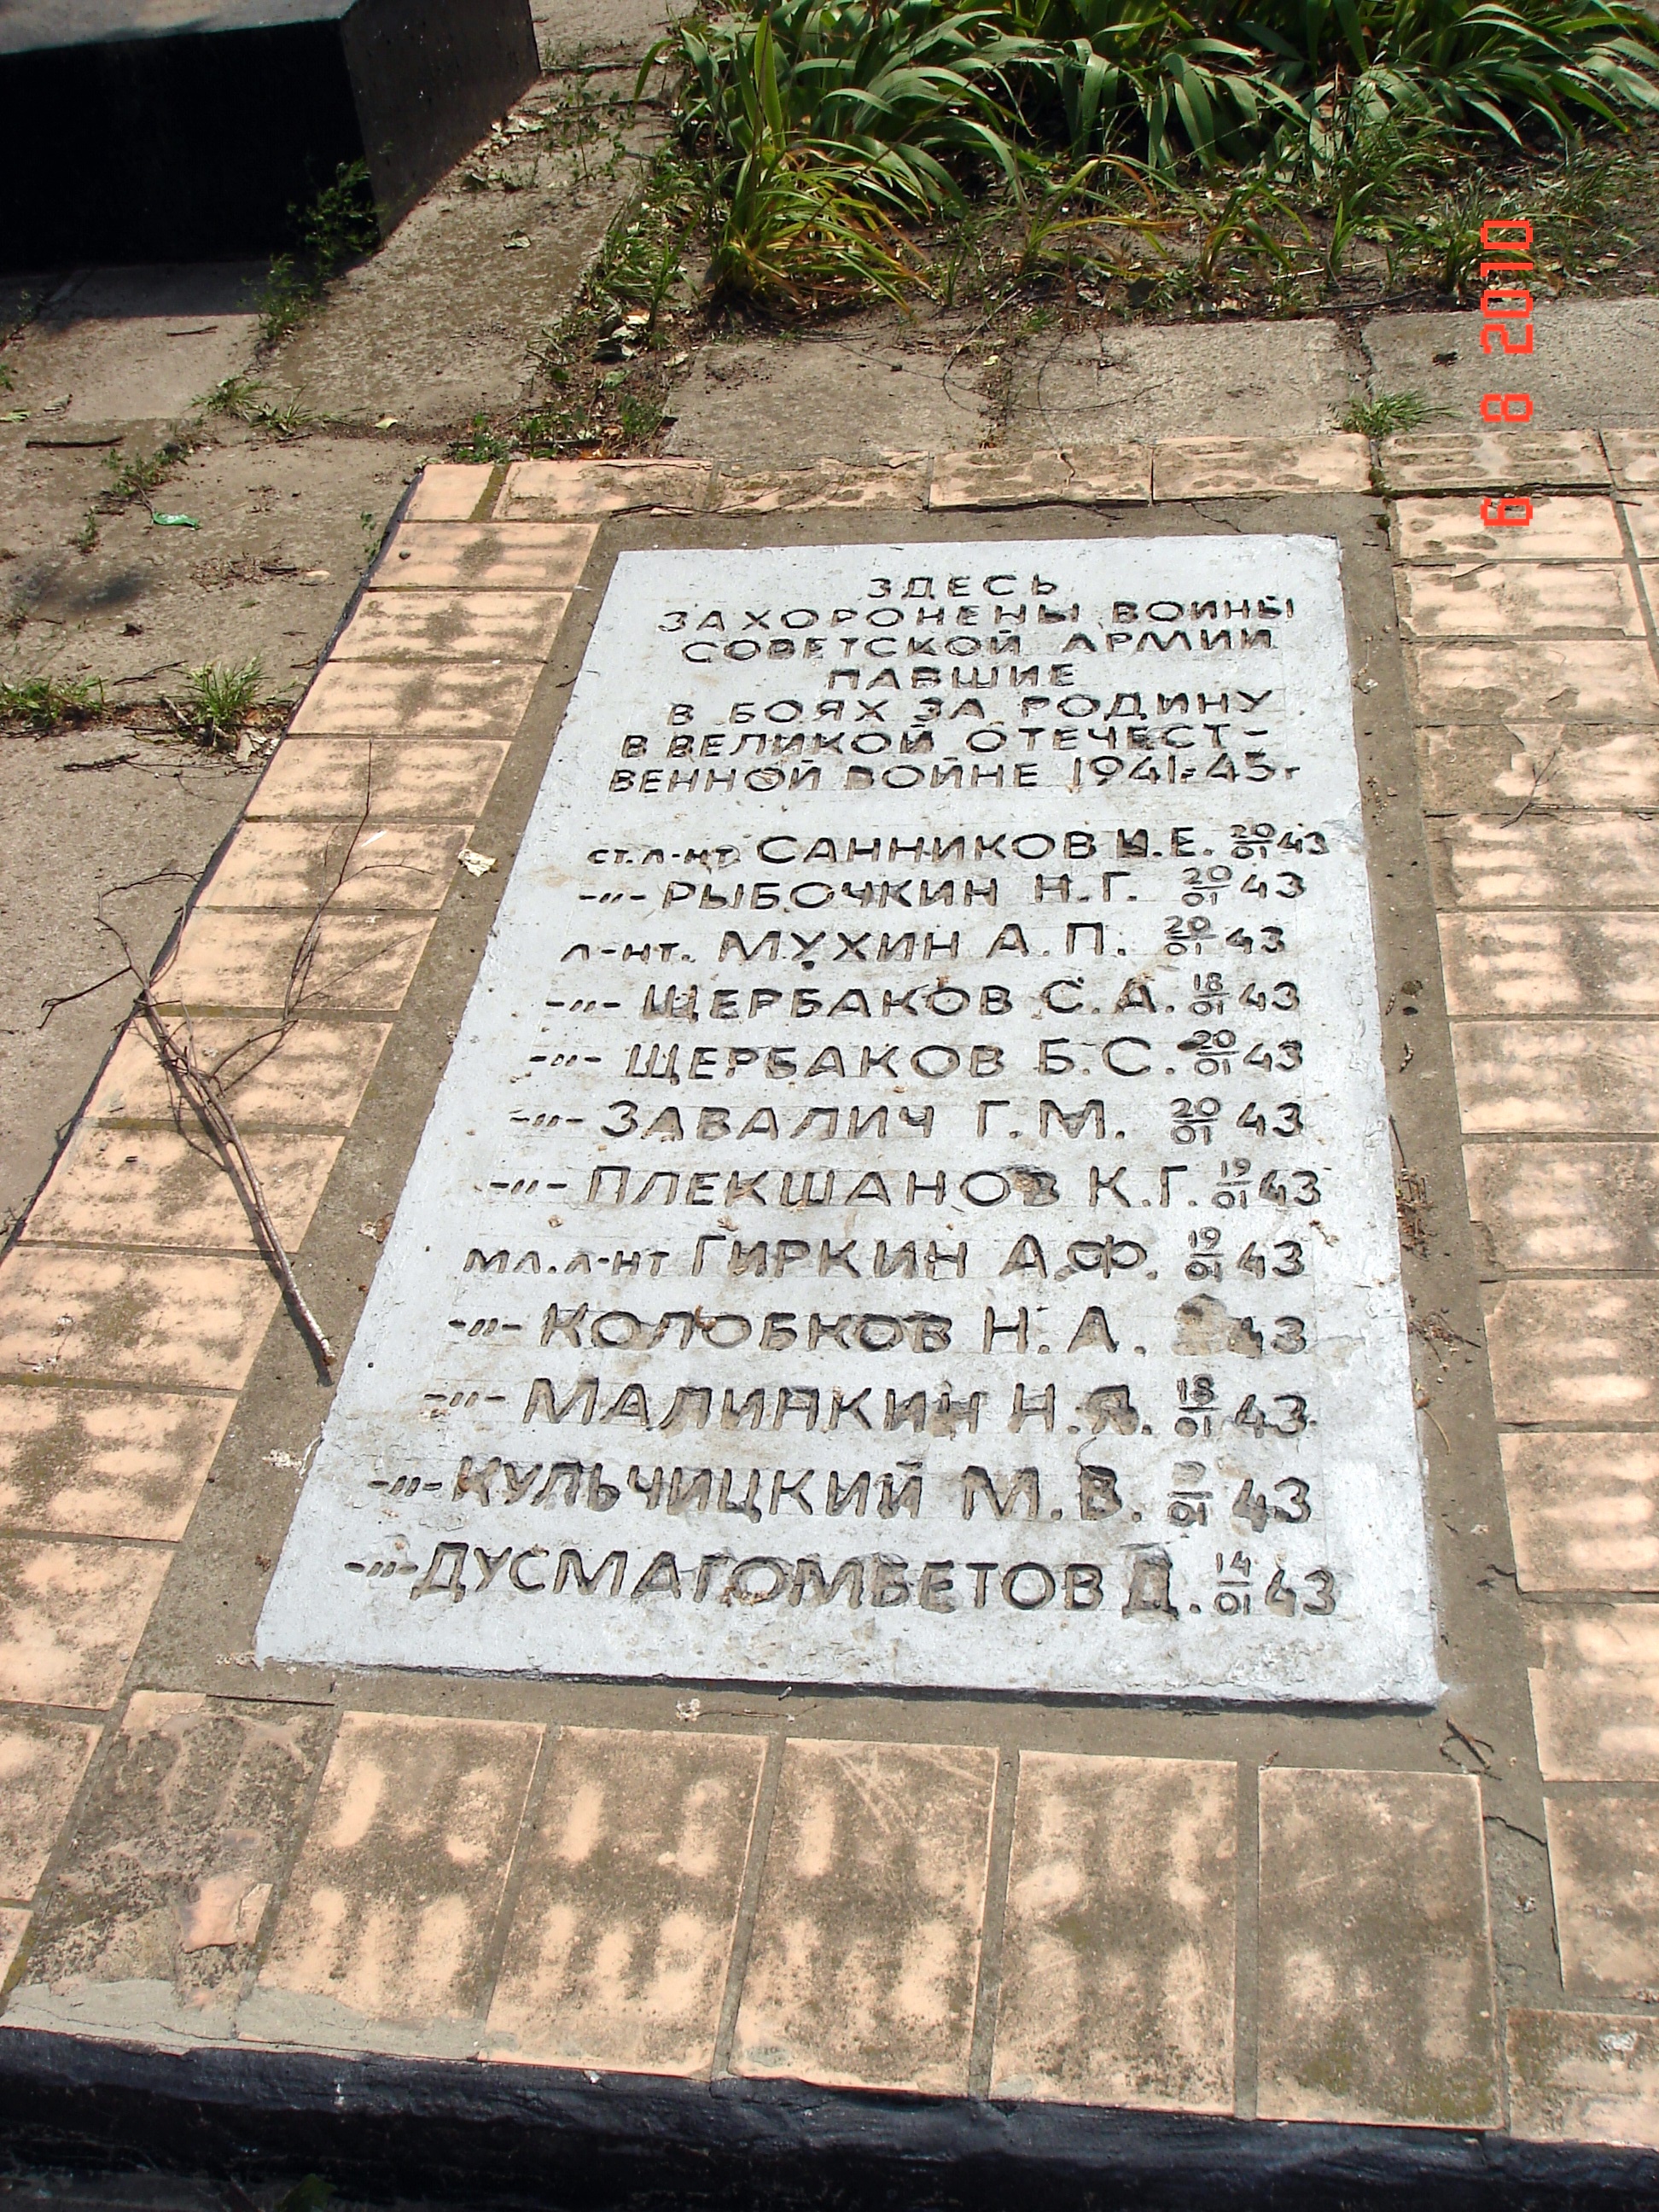 ЗДЕСЬ
ЗАХОРОНЕНЫ ВОИНЫ
СОВЕТСКОЙ АРМИИ
ПАВШИЕ
В БОЯХ ЗА РОДИНУ
В ВЕЛИКОЙ ОТЕЧЕСТ-
ВЕННОЙ ВОЙНЕ 1941-45г
ст. л-нт. САННИКОВ Е. 20/01 43
-"- РЫБОЧКИН Н.Г. 20/01 43
л-нт. МУХИН А.П. 20/01 43
-"- ЩЕРБАКОВ С.А. 18/01 43
-"- ЩЕРБАКОВ Б.С. 20/01 43
-"- ЗАВАЛИЧ Г.М. 20/01 43
-"- ПЛЕКШАНОВ К.Г. 19/01 43
мл. л-нт ГИРКИН А.Ф. 19/01 43
-"- КОЛОБКОВ Н.А. 43
-"- МАЛИНКИН Н.Я. 18/01 43
-"- КУЛЬЧИЦКИЙ М.В. /01 43
-"- ДУСМАГОМБЕТОВ Д. 14/01 43
6 8 2010